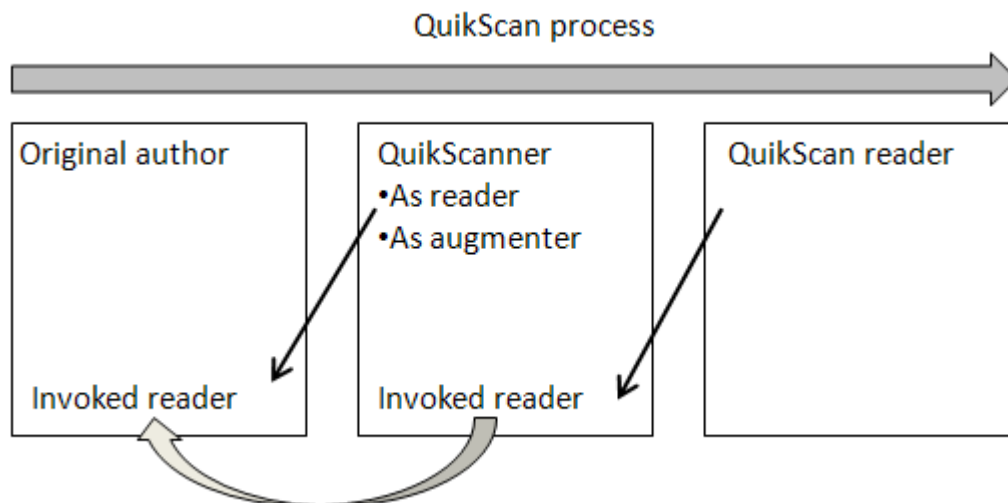 QuikScan process
Original author
Invoked reader
QuikScanner
•As reader
•As augmenter
Invoked reader
QuikScan reader